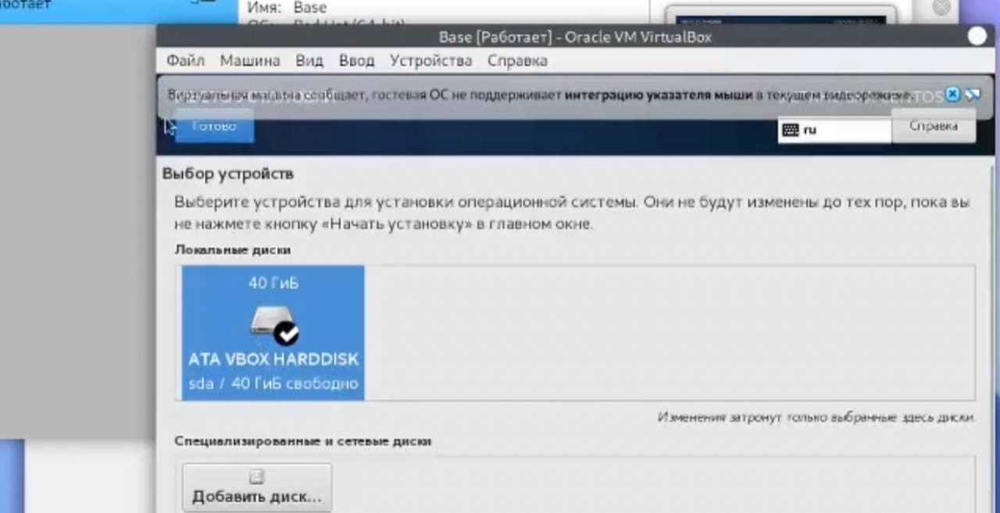 Имя: Base
Base [Работает] - Oracle VM VirtualBox
Файл Машина Вид Ввод Устройства Справка
Виртуальная машина сообщает, гостевая ОС не поддерживает интеграцию указателя мыши в текущем видеорежиме.
Готово
ru
Справка
Выбор устройств
Выберите устройства для установки операционной системы. Они не будут изменены до тех пор, пока вы
не нажмете кнопку «Начать установку» в главном окне.
Локальные диски
40 ГиБ
ATA VBOX HARDDISK
sda / 40 ГиБ свободно
Изменения затронут только выбранные здесь диски.
Специализированные и сетевые диски
Добавить диск...